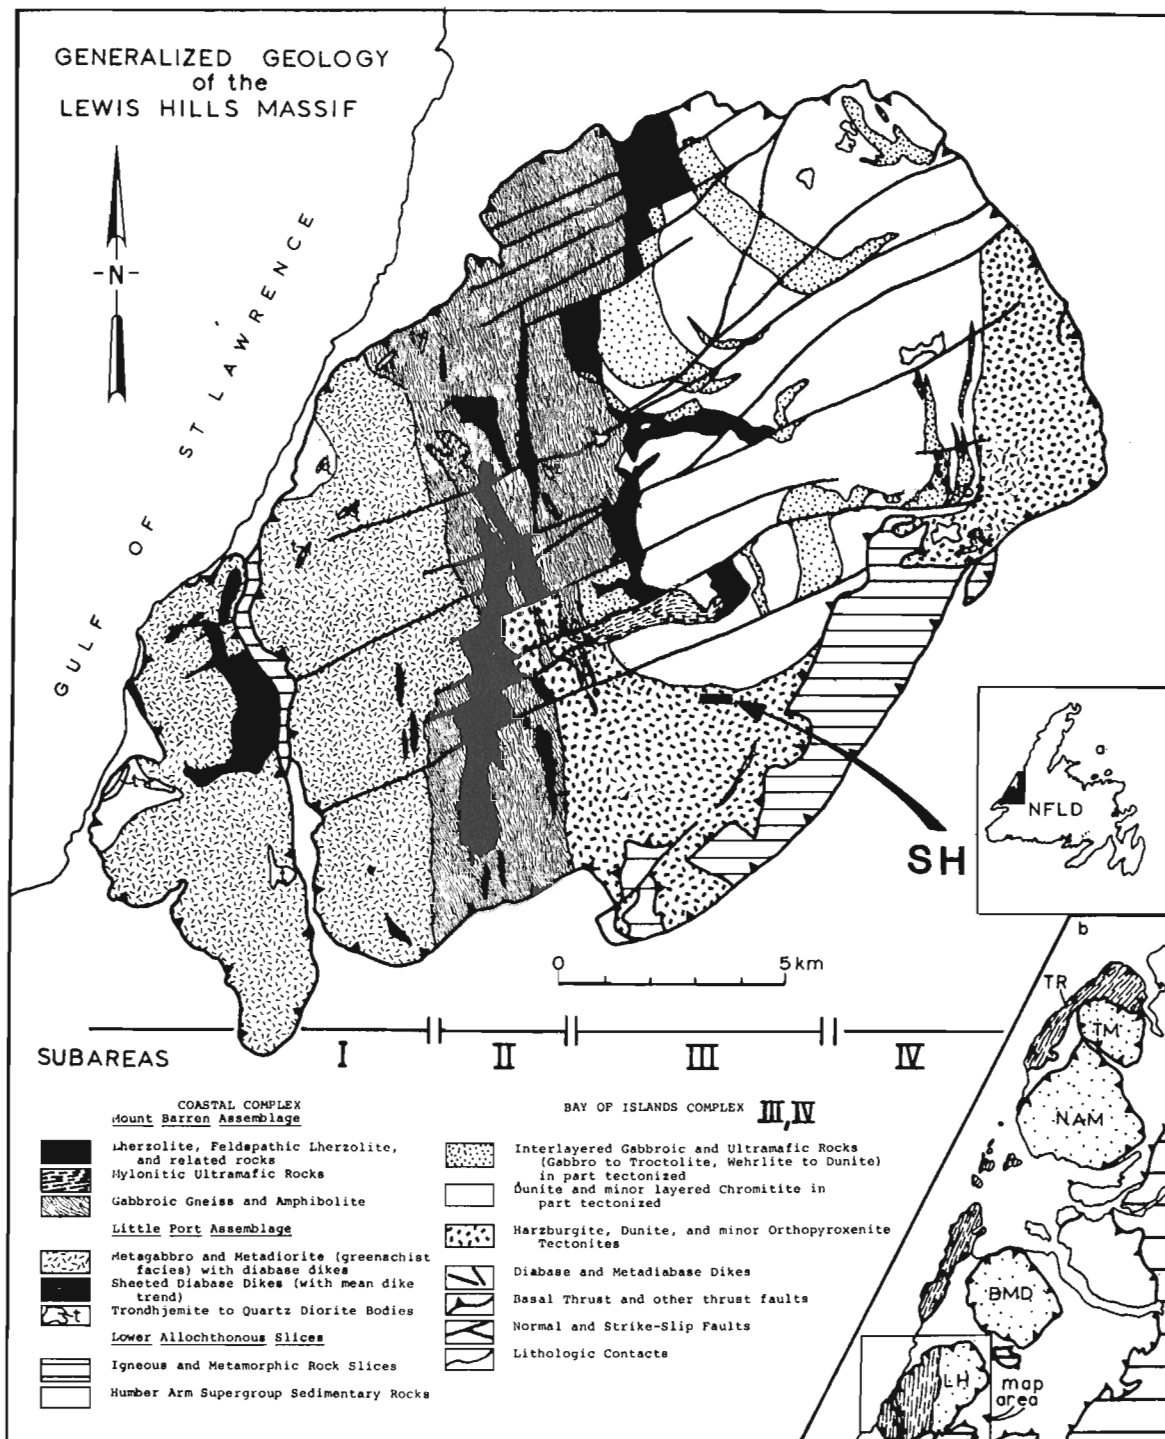 GENERALIZED GEOLOGY
of the
LEWIS HILLS MASSIF
-N-
GULF OF ST LAWRENCE
SH
a
NFLD
0 5 km
b
TR
TM
NAM
BMD
LH
map
area
SUBAREAS
I II III IV
COASTAL COMPLEX
Mount Barren Assemblage
Lherzolite, Feldspathic Lherzolite,
and related rocks
Mylonitic Ultramafic Rocks
Gabbroic Gneiss and Amphibolite
Little Port Assemblage
Metagabbro and Metadiorite (greenschist
facies) with diabase dikes
Sheeted Diabase Dikes (with mean dike
trend)
t
Trondhjemite to Quartz Diorite Bodies
Lower Allochthonous Slices
Igneous and Metamorphic Rock Slices
Humber Arm Supergroup Sedimentary Rocks
BAY OF ISLANDS COMPLEX III,IV
Interlayered Gabbroic and Ultramafic Rocks
(Gabbro to Troctolite, Wehrlite to Dunite)
in part tectonized
Dunite and minor layered Chromitite in
part tectonized
Harzburgite, Dunite, and minor Orthopyroxenite
Tectonites
Diabase and Metadiabase Dikes
Basal Thrust and other thrust faults
Normal and Strike-Slip Faults
Lithologic Contacts